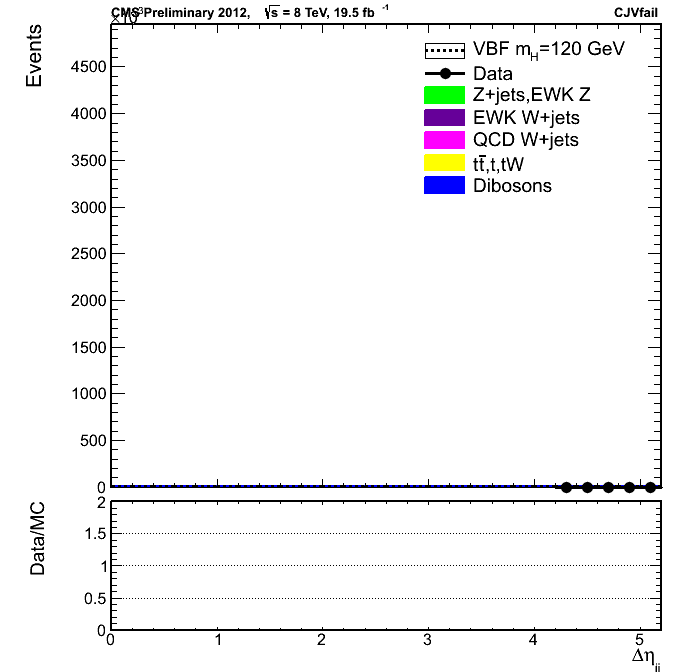 ×10³
CMS Preliminary 2012, √s = 8 TeV, 19.5 fb⁻¹ CJVfail
Events
VBF m_H=120 GeV
Data
Z+jets,EWK Z
EWK W+jets
QCD W+jets
tt̄,t,tW
Dibosons
4500
4000
3500
3000
2500
2000
1500
1000
500
0
Data/MC
2
1.5
1
0.5
0
0 1 2 3 4 5
Δη_jj